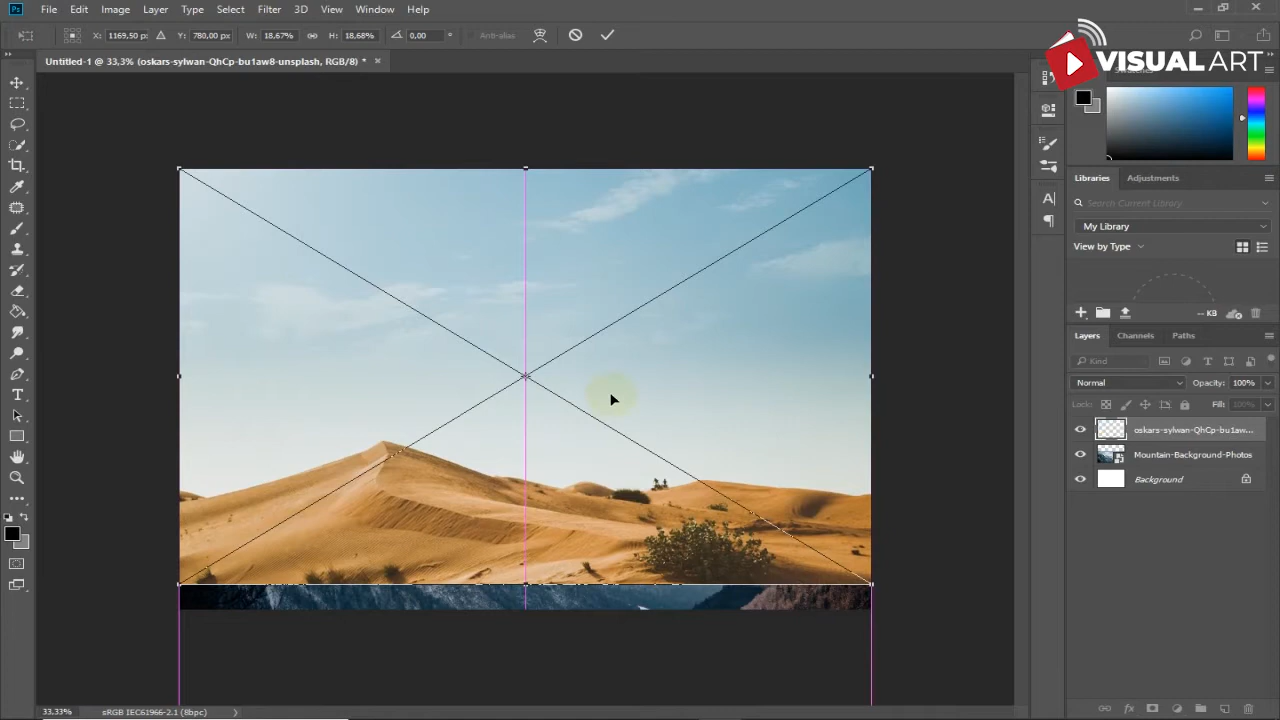 Ps File Edit Image Layer Type Select Filter 3D View Window Help
X: 1169,50 p Y: 780,00 px W: 18,67% H: 18,68% 0,00 ° Anti-alias
VISUAL ART
Untitled-1 @ 33,3% (oskars-sylwan-QhCp-bu1aw8-unsplash, RGB/8) * ×
Swatches
Libraries Adjustments
Search Current Library
My Library
View by Type
-- KB
Layers Channels Paths
Kind
Normal Opacity: 100%
Lock: Fill: 100%
oskars-sylwan-QhCp-bu1aw...
Mountain-Background-Photos
Background
33,33% sRGB IEC61966-2.1 (8bpc)